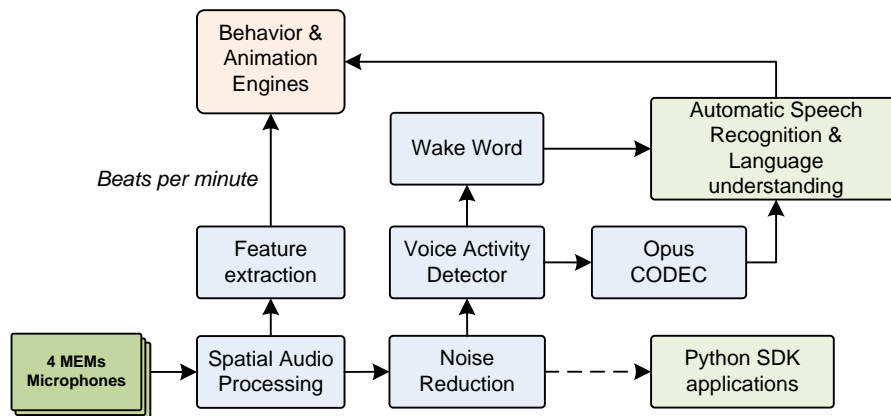 Behavior &
Animation
Engines
Automatic Speech
Recognition &
Language
understanding
Wake Word
Beats per minute
Feature
extraction
Voice Activity
Detector
Opus
CODEC
4 MEMs
Microphones
Spatial Audio
Processing
Noise
Reduction
Python SDK
applications